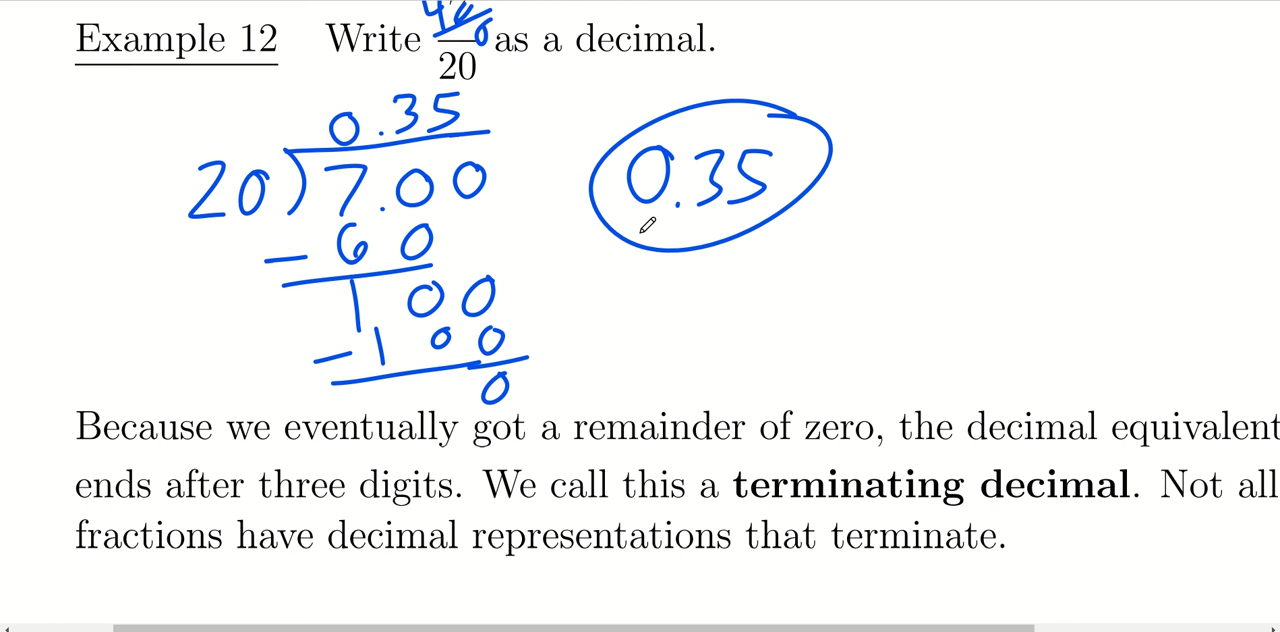 Example 12 Write as a decimal.
20
0.35
20)7.00
0.35
- 60
100
- 100
0
Because we eventually got a remainder of zero, the decimal equivalent
ends after three digits. We call this a terminating decimal. Not all
fractions have decimal representations that terminate.